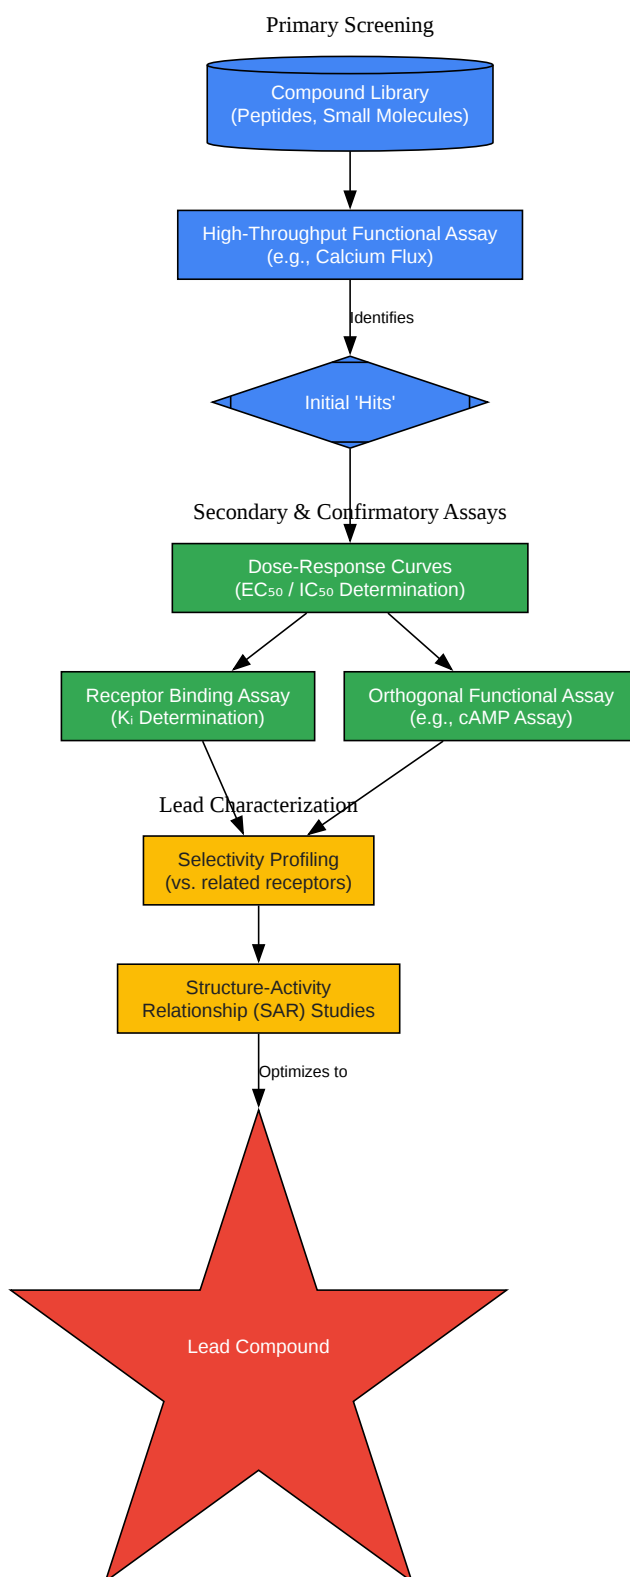 Primary Screening
Compound Library
(Peptides, Small Molecules)
High-Throughput Functional Assay
(e.g., Calcium Flux)
Identifies
Initial 'Hits'
Secondary & Confirmatory Assays
Dose-Response Curves
(EC₅₀ / IC₅₀ Determination)
Receptor Binding Assay
(Kᵢ Determination)
Orthogonal Functional Assay
(e.g., cAMP Assay)
Lead Characterization
Selectivity Profiling
(vs. related receptors)
Structure-Activity
Relationship (SAR) Studies
Optimizes to
Lead Compound